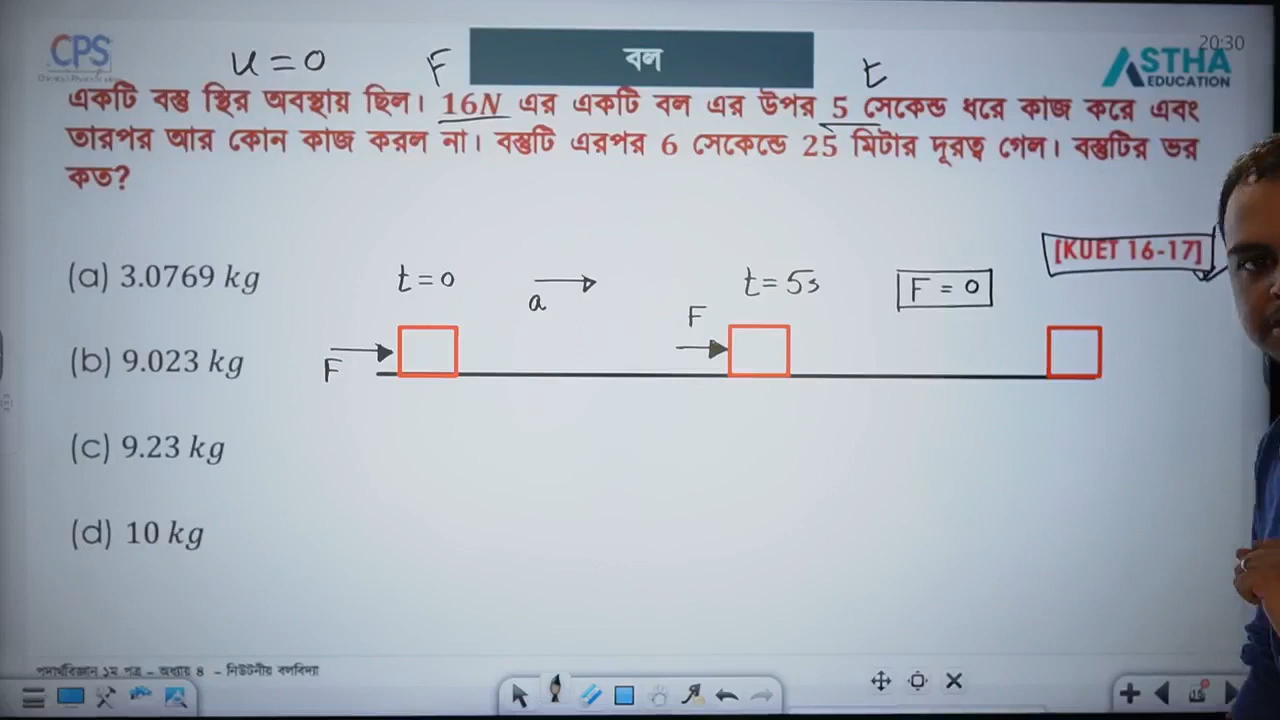 CPS
20:30
u = 0
F
বল
t
ASTHA
EDUCATION
একটি বস্তু স্থির অবস্থায় ছিল। 16N এর একটি বল এর উপর 5 সেকেন্ড ধরে কাজ করে এবং
তারপর আর কোন কাজ করল না। বস্তুটি এরপর 6 সেকেন্ডে 25 মিটার দূরত্ব গেল। বস্তুটির ভর
কত?
[KUET 16-17]
(a) 3.0769 kg
t = 0
a
t = 5s
F = 0
F
F
(b) 9.023 kg
(c) 9.23 kg
(d) 10 kg
পদার্থবিজ্ঞান ১ম পত্র – অধ্যায় ৪ – নিউটনীয় বলবিদ্যা